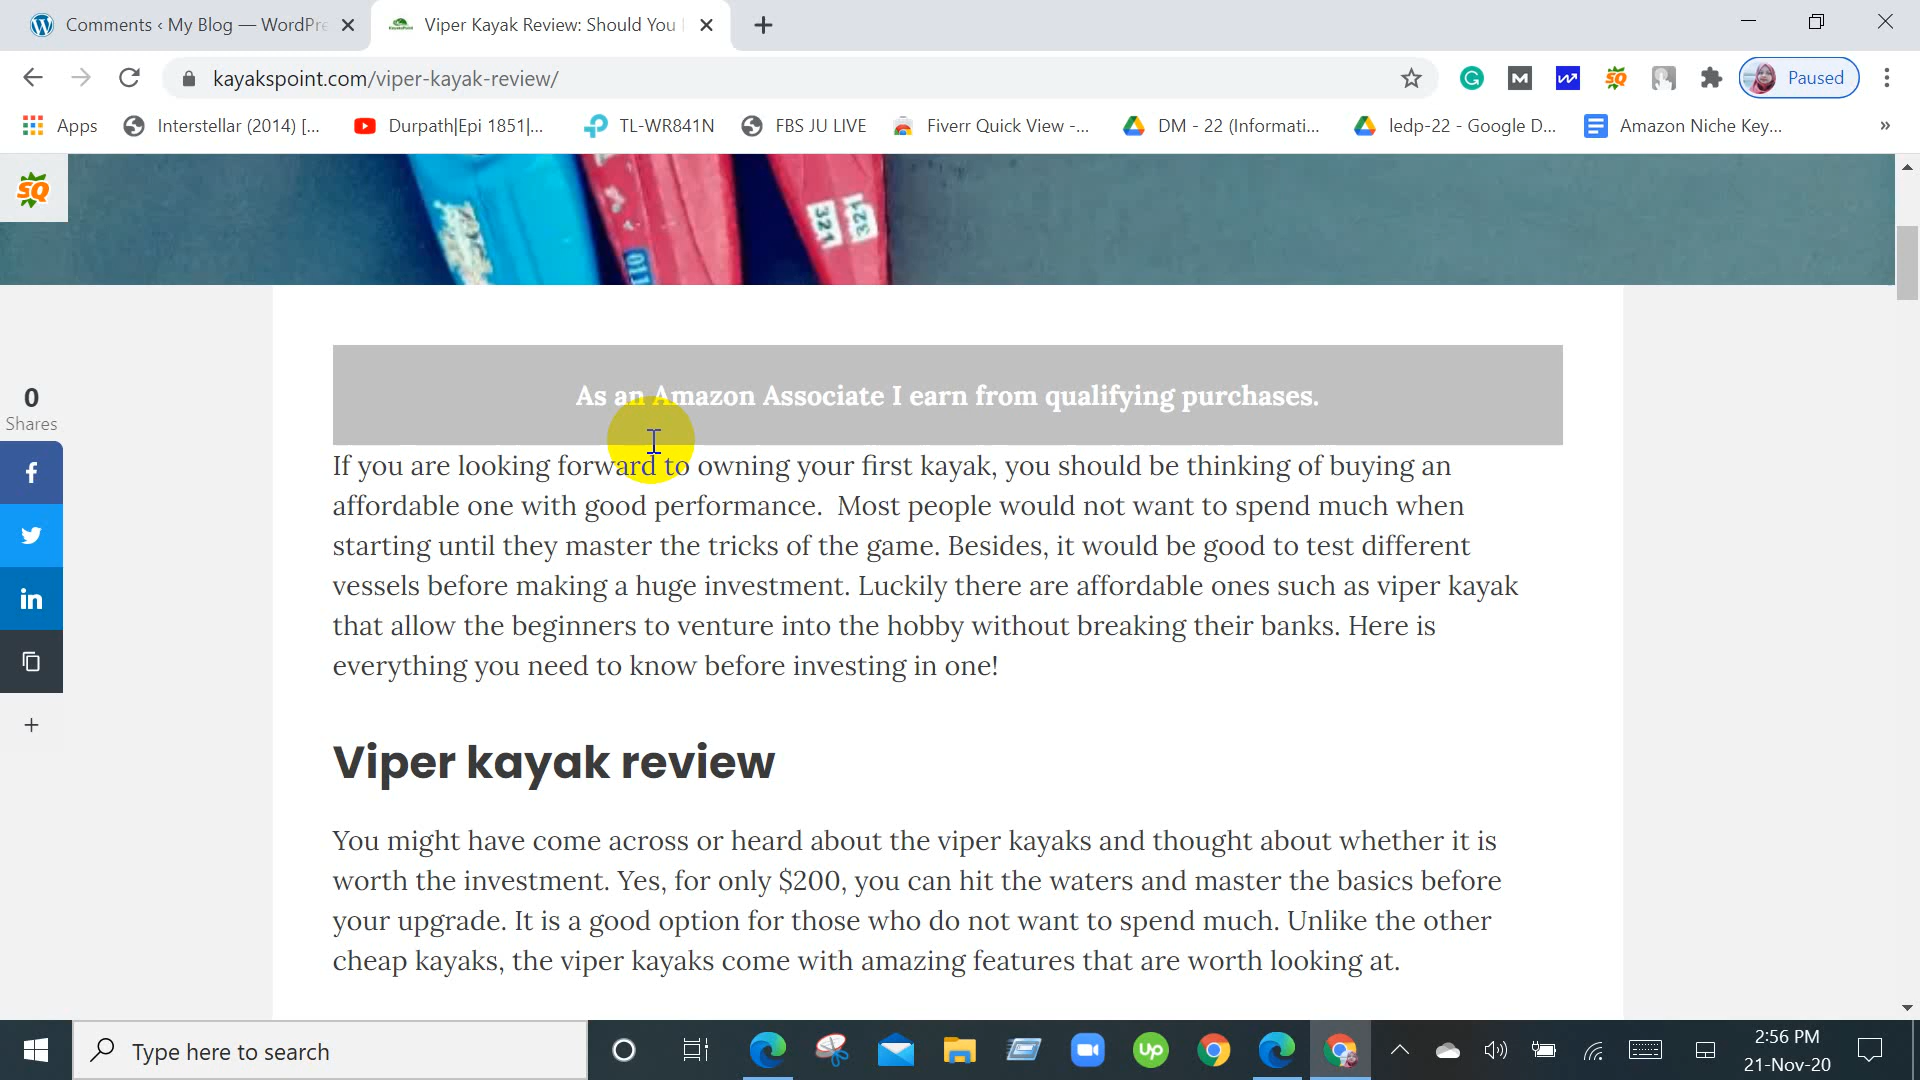 Comments ‹ My Blog — WordPre
Viper Kayak Review: Should You
kayakspoint.com/viper-kayak-review/
Paused
Apps
Interstellar (2014) [...
Durpath|Epi 1851|...
TL-WR841N
FBS JU LIVE
Fiverr Quick View -...
DM - 22 (Informati...
ledp-22 - Google D...
Amazon Niche Key...
»
SQ
321
321
011
As an Amazon Associate I earn from qualifying purchases.
0
Shares
If you are looking forward to owning your first kayak, you should be thinking of buying an
affordable one with good performance.  Most people would not want to spend much when
starting until they master the tricks of the game. Besides, it would be good to test different
vessels before making a huge investment. Luckily there are affordable ones such as viper kayak
that allow the beginners to venture into the hobby without breaking their banks. Here is
everything you need to know before investing in one!
Viper kayak review
You might have come across or heard about the viper kayaks and thought about whether it is
worth the investment. Yes, for only $200, you can hit the waters and master the basics before
your upgrade. It is a good option for those who do not want to spend much. Unlike the other
cheap kayaks, the viper kayaks come with amazing features that are worth looking at.
Type here to search
Up
2:56 PM
21-Nov-20